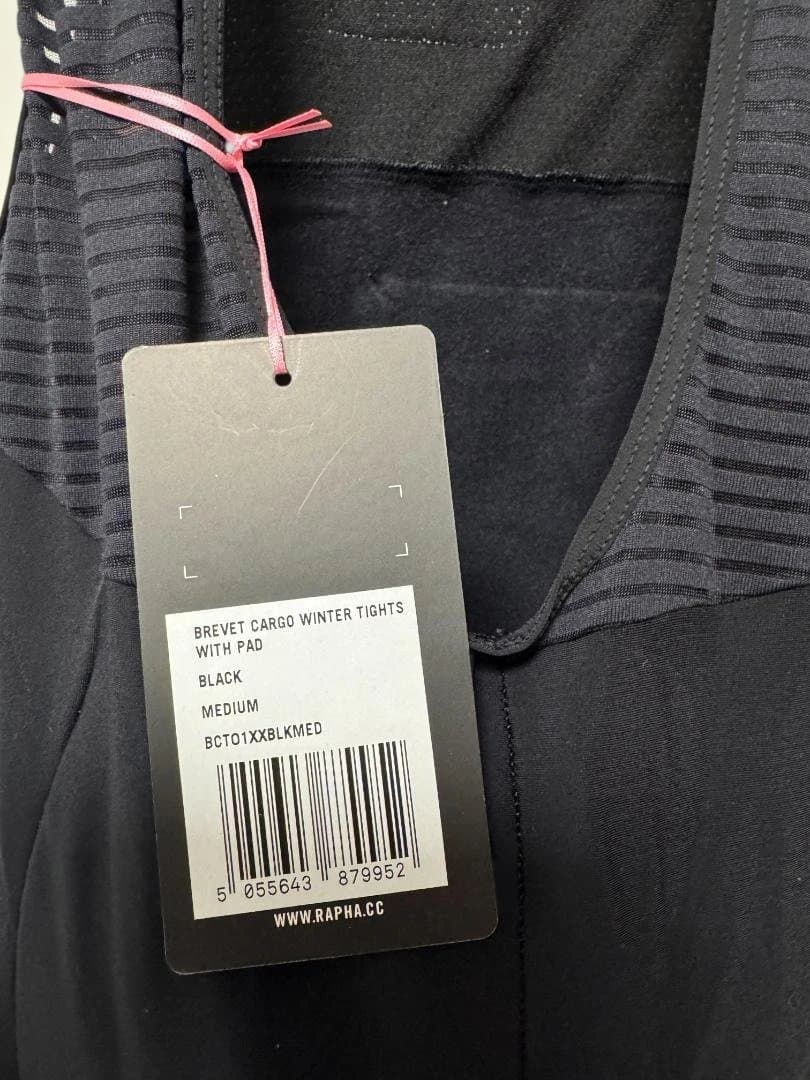 BREVET CARGO WINTER TIGHTS
WITH PAD
BLACK
MEDIUM
BCT01XXBLKMED
5 055643 879952
WWW.RAPHA.CC